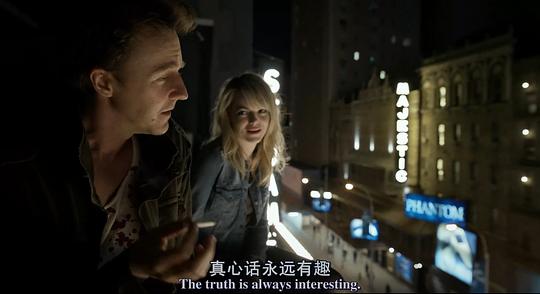 MAJESTIC
PHANTOM
真心话永远有趣
The truth is always interesting.